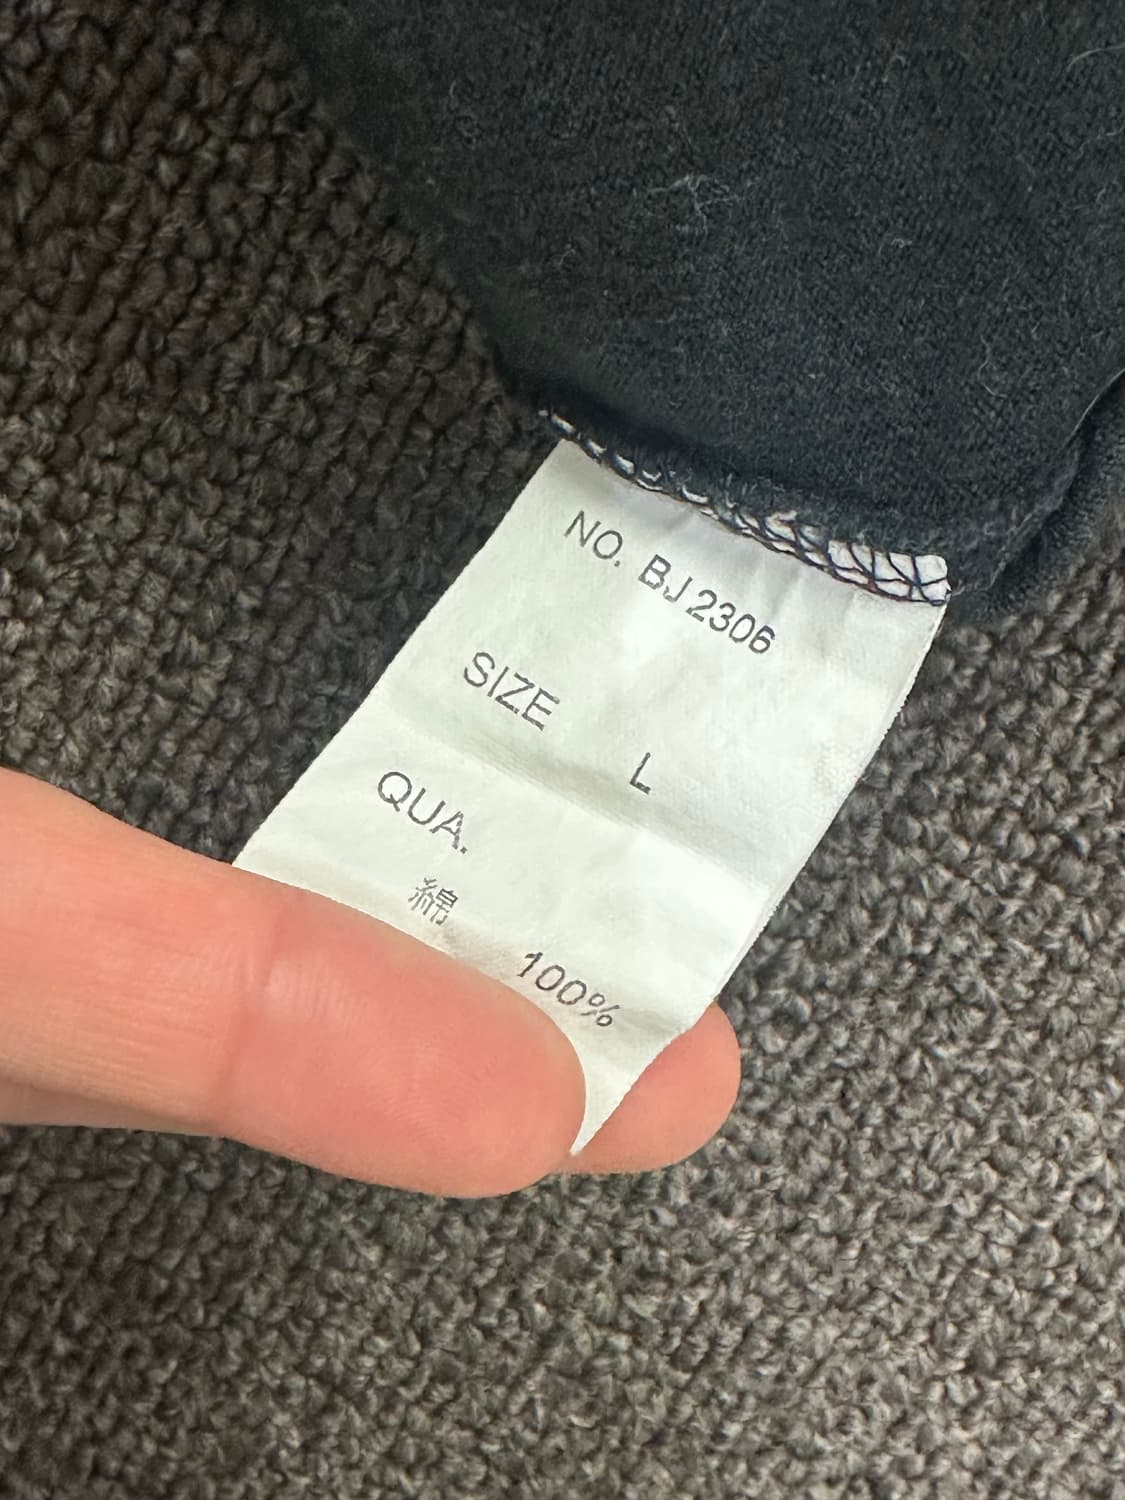 NO. BJ2306
SIZE L
QUA.
綿 100%